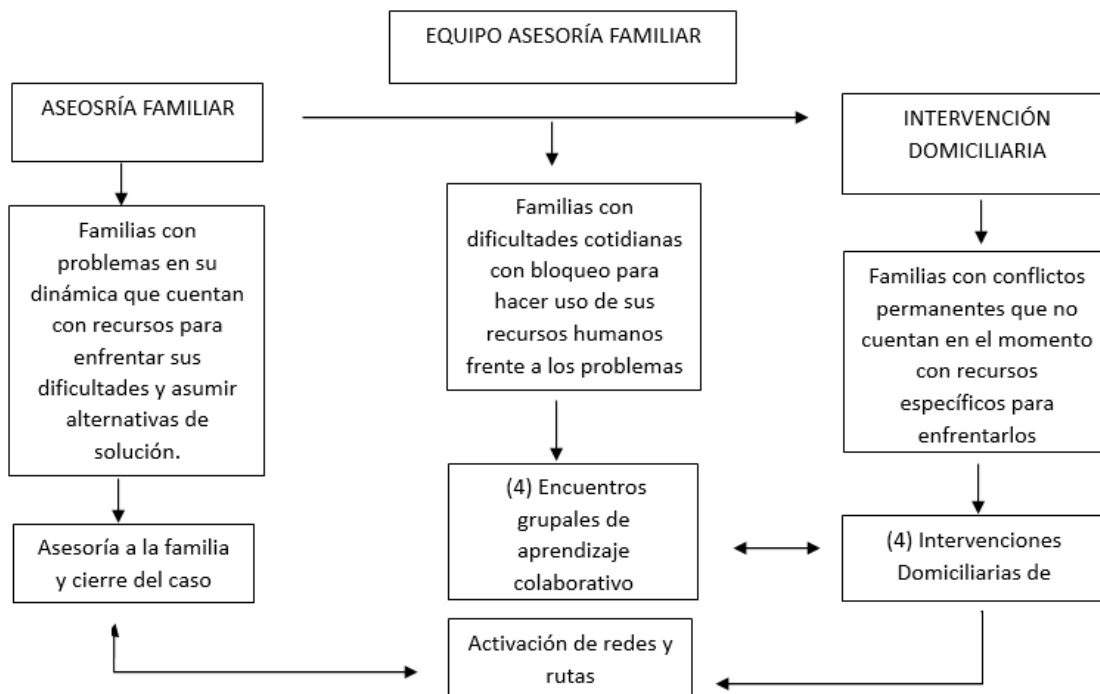 EQUIPO ASESORÍA FAMILIAR
ASEOSRÍA FAMILIAR
INTERVENCIÓN
DOMICILIARIA
Familias con
problemas en su
dinámica que cuentan
con recursos para
enfrentar sus
dificultades y asumir
alternativas de
solución.
Familias con
dificultades cotidianas
con bloqueo para
hacer uso de sus
recursos humanos
frente a los problemas
Familias con conflictos
permanentes que no
cuentan en el momento
con recursos
específicos para
enfrentarlos
Asesoría a la familia
y cierre del caso
(4) Encuentros
grupales de
aprendizaje
colaborativo
(4) Intervenciones
Domiciliarias de
Activación de redes y
rutas